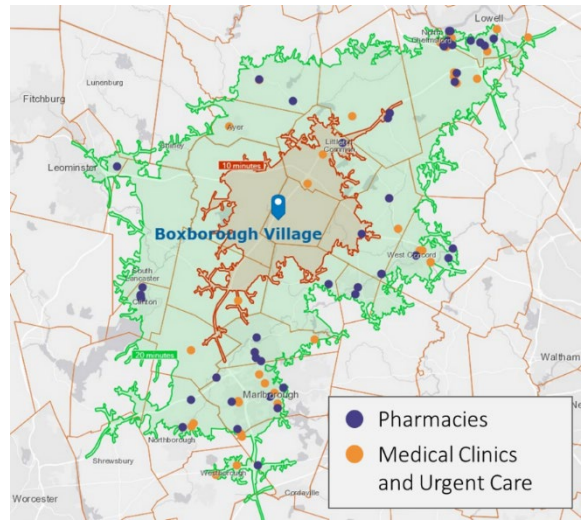 Lowell
North
Chelmsford
Lunenburg
Fitchburg
Ayer
Shirley
Littleton
Common
Leominster
10 minutes
Boxborough Village
West Concord
South
Lancaster
Clinton
20 minutes
Waltham
Marlborough
Northborough
Pharmacies
Shrewsbury
Westborough
Medical Clinics
and Urgent Care
Cordaville
Worcester